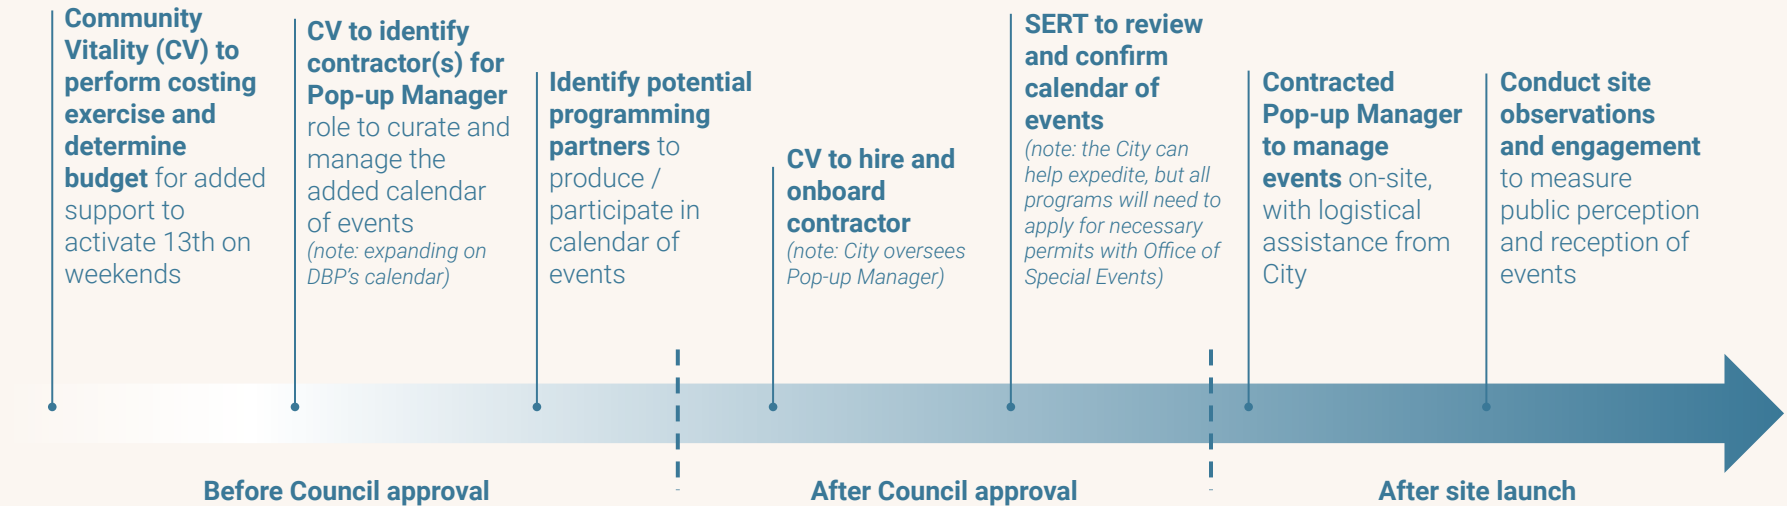 Community
Vitality (CV) to
perform costing
exercise and
determine
budget for added
support to
activate 13th on
weekends
CV to identify
contractor(s) for
Pop-up Manager
role to curate and
manage the
added calendar
of events
(note: expanding on
DBP's calendar)
Identify potential
programming
partners to
produce /
participate in
calendar of
events
CV to hire and
onboard
contractor
(note: City oversees
Pop-up Manager)
SERT to review
and confirm
calendar of
events
(note: the City can
help expedite, but all
programs will need to
apply for necessary
permits with Office of
Special Events)
Contracted
Pop-up Manager
to manage
events on-site,
with logistical
assistance from
City
Conduct site
observations
and engagement
to measure
public perception
and reception of
events
Before Council approval
After Council approval
After site launch